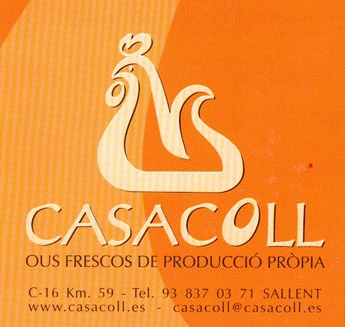 CASACOLL
OUS FRESCOS DE PRODUCCIÓ PRÒPIA
C-16 Km. 59 - Tel. 93 837 03 71 SALLENT
www.casacoll.es - casacoll@casacoll.es